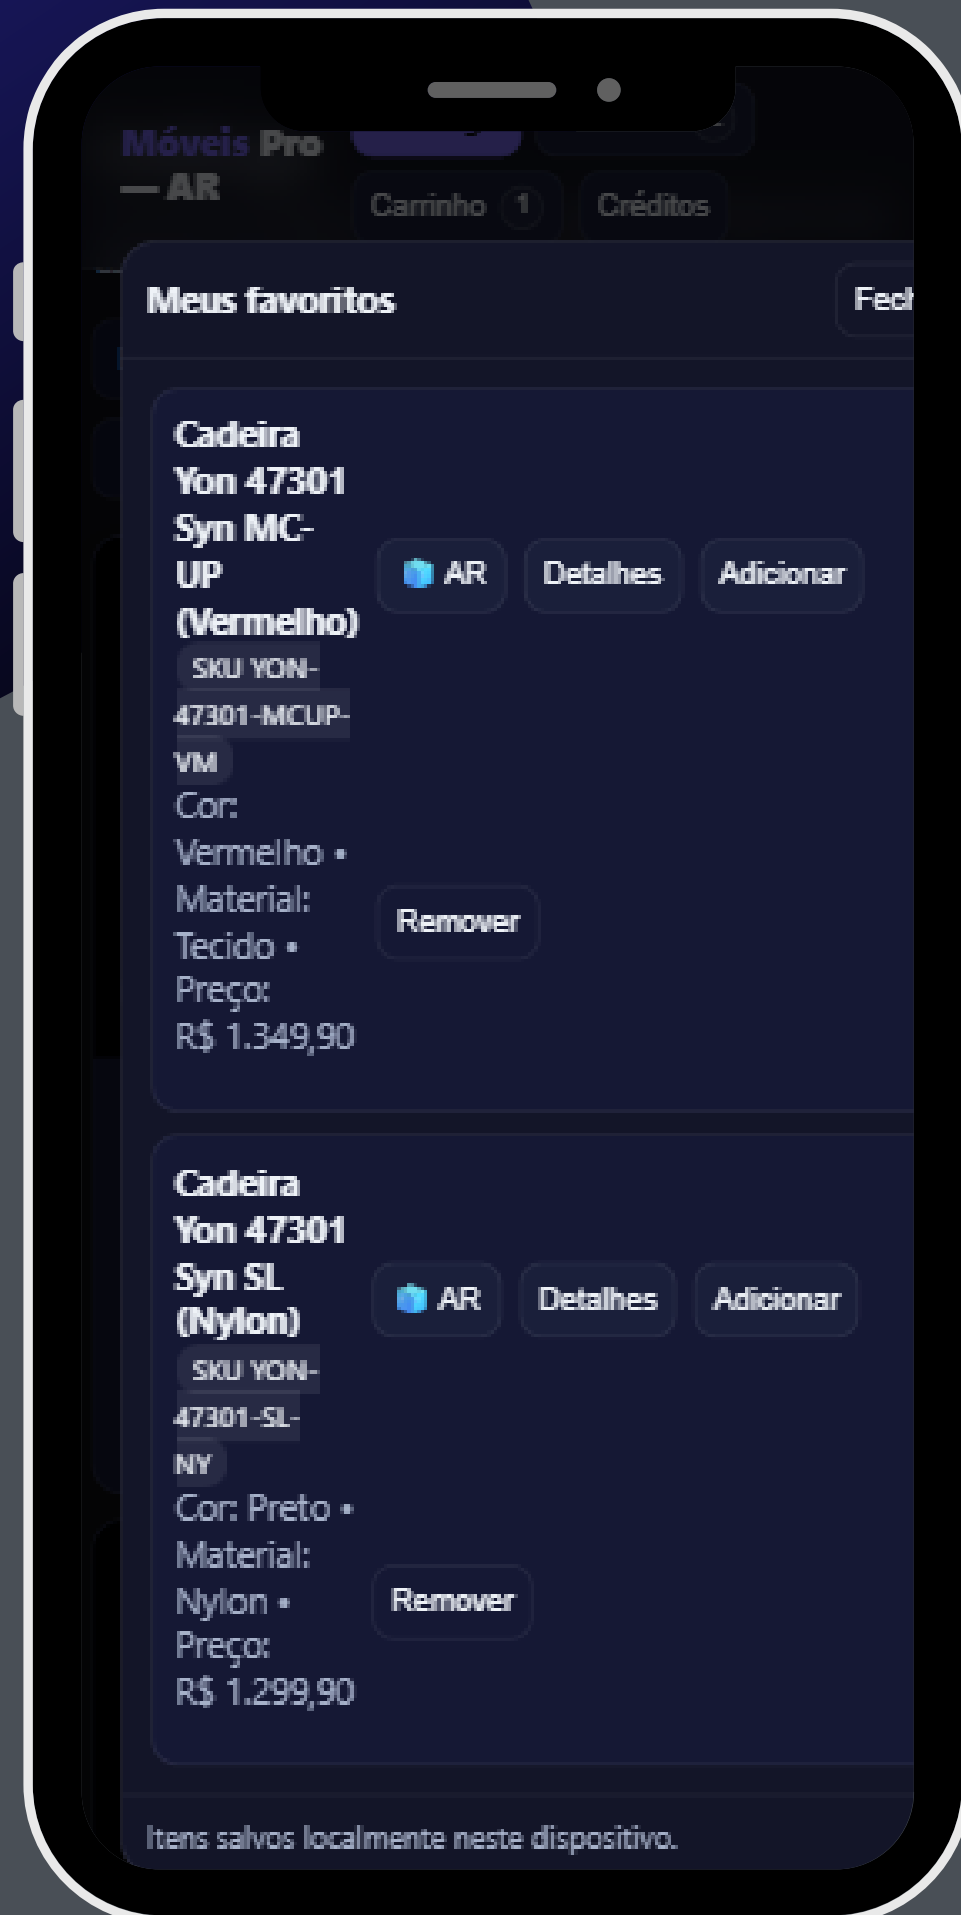 Móveis Pro
— AR
Carrinho 1
Créditos
Meus favoritos
Fech
Cadeira
Yon 47301
Syn MC-
UP
(Vermelho)
SKU YON-
47301-MCUP-
VM
Cor:
Vermelho •
Material:
Tecido •
Preço:
R$ 1.349,90
AR
Detalhes
Adicionar
Remover
Cadeira
Yon 47301
Syn SL
(Nylon)
SKU YON-
47301-SL-
NY
Cor: Preto •
Material:
Nylon •
Preço:
R$ 1.299,90
AR
Detalhes
Adicionar
Remover
Itens salvos localmente neste dispositivo.